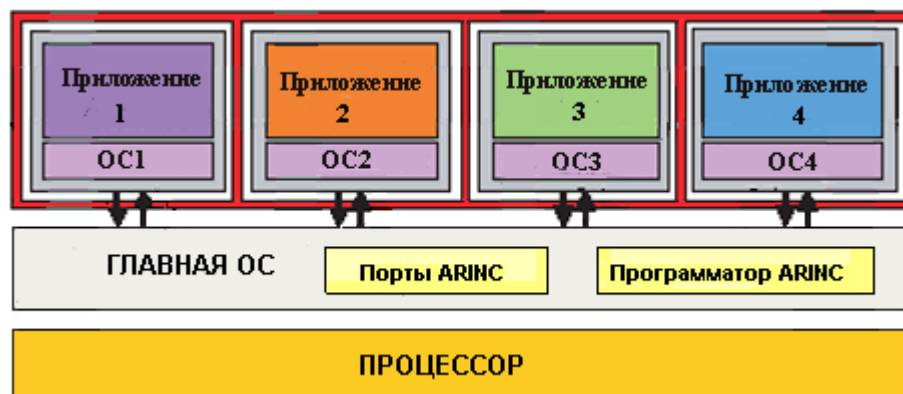 Приложение
1
ОС1
Приложение
2
ОС2
Приложение
3
ОС3
Приложение
4
ОС4
ГЛАВНАЯ ОС
Порты ARINC
Программатор ARINC
ПРОЦЕССОР